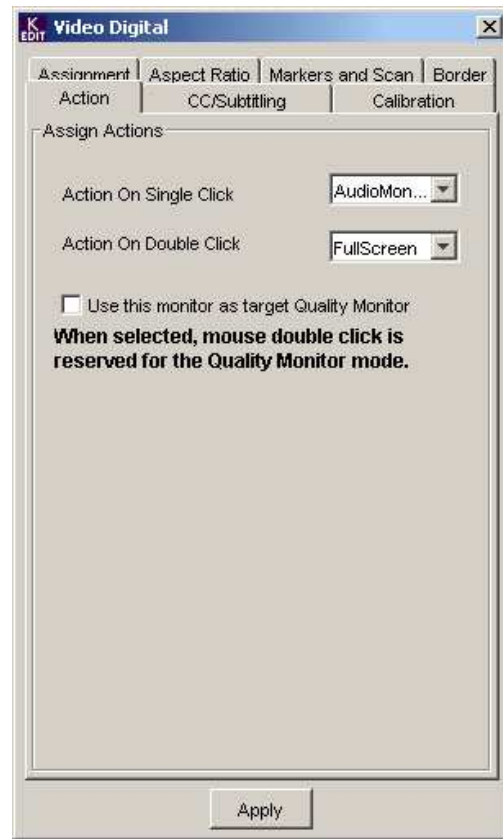 K EDIT Video Digital
Assignment Aspect Ratio Markers and Scan Border
Action CC/Subtitling Calibration
Assign Actions
Action On Single Click AudioMon...
Action On Double Click FullScreen
Use this monitor as target Quality Monitor
When selected, mouse double click is
reserved for the Quality Monitor mode.
Apply